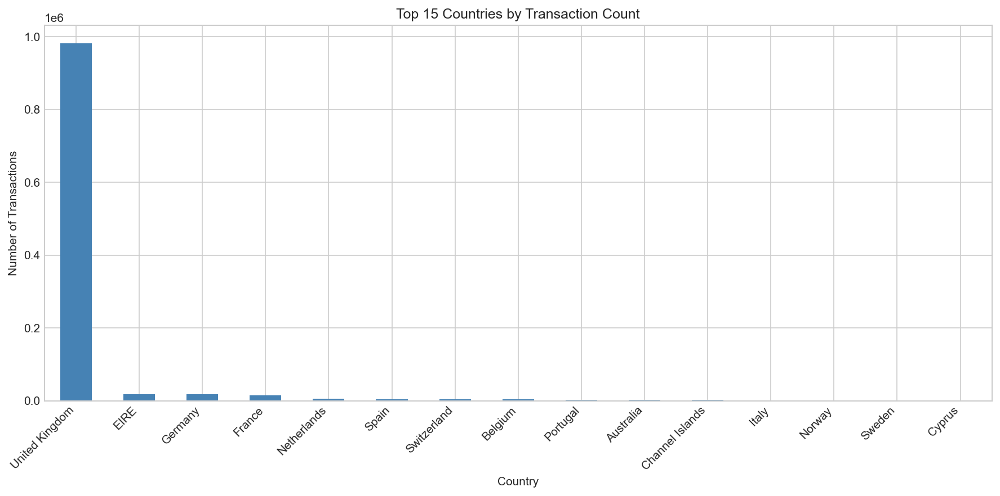 Top 15 Countries by Transaction Count
1e6
1.0
0.8
0.6
0.4
0.2
0.0
Number of Transactions
United Kingdom
EIRE
Germany
France
Netherlands
Spain
Switzerland
Belgium
Portugal
Australia
Channel Islands
Italy
Norway
Sweden
Cyprus
Country